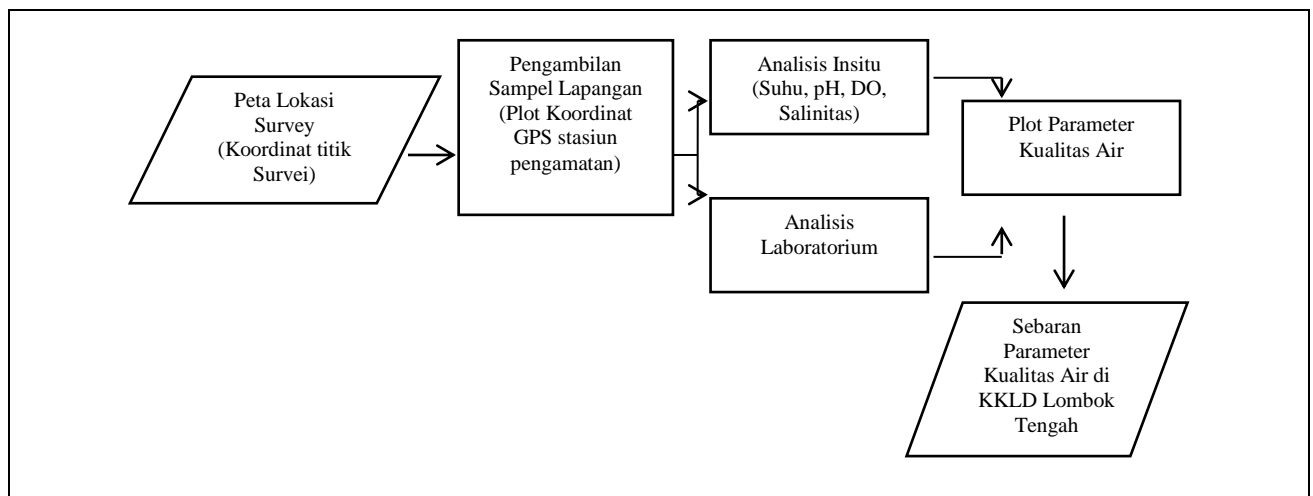 Peta Lokasi
Survey
(Koordinat titik
Survei)
Pengambilan
Sampel Lapangan
(Plot Koordinat
GPS stasiun
pengamatan)
Analisis Insitu
(Suhu, pH, DO,
Salinitas)
Analisis
Laboratorium
Plot Parameter
Kualitas Air
Sebaran
Parameter
Kualitas Air di
KKLD Lombok
Tengah